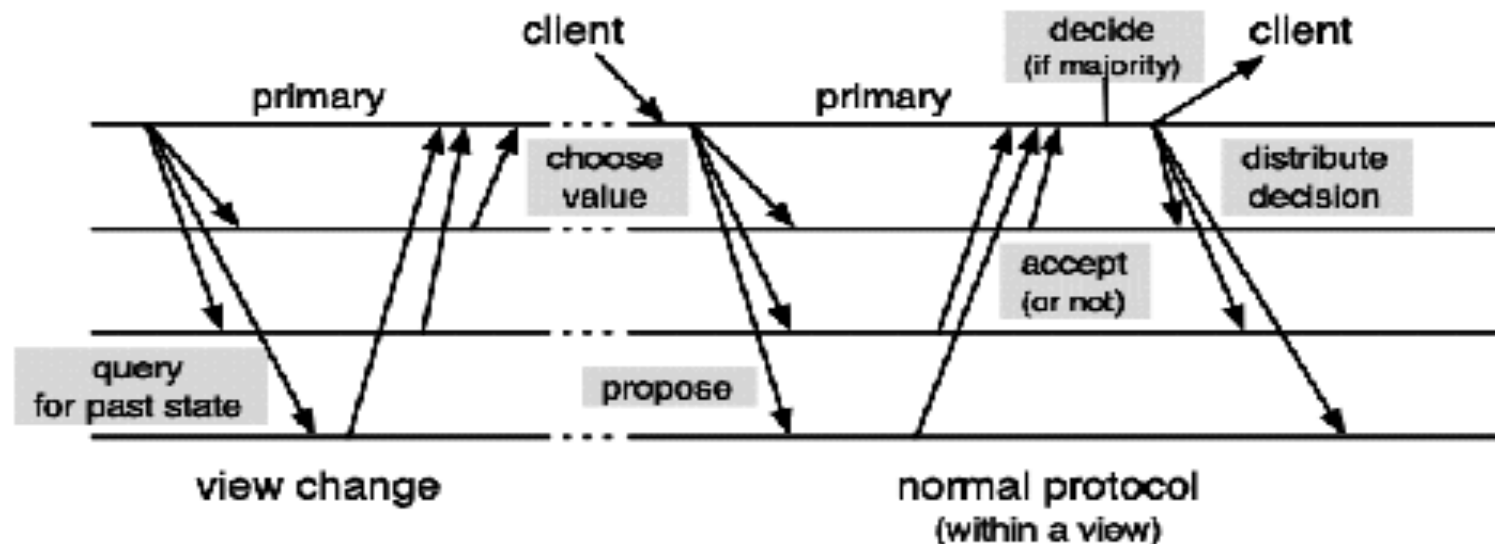 client
decide
(if majority)
client
primary
primary
choose
value
distribute
decision
accept
(or not)
query
for past state
propose
view change
normal protocol
(within a view)